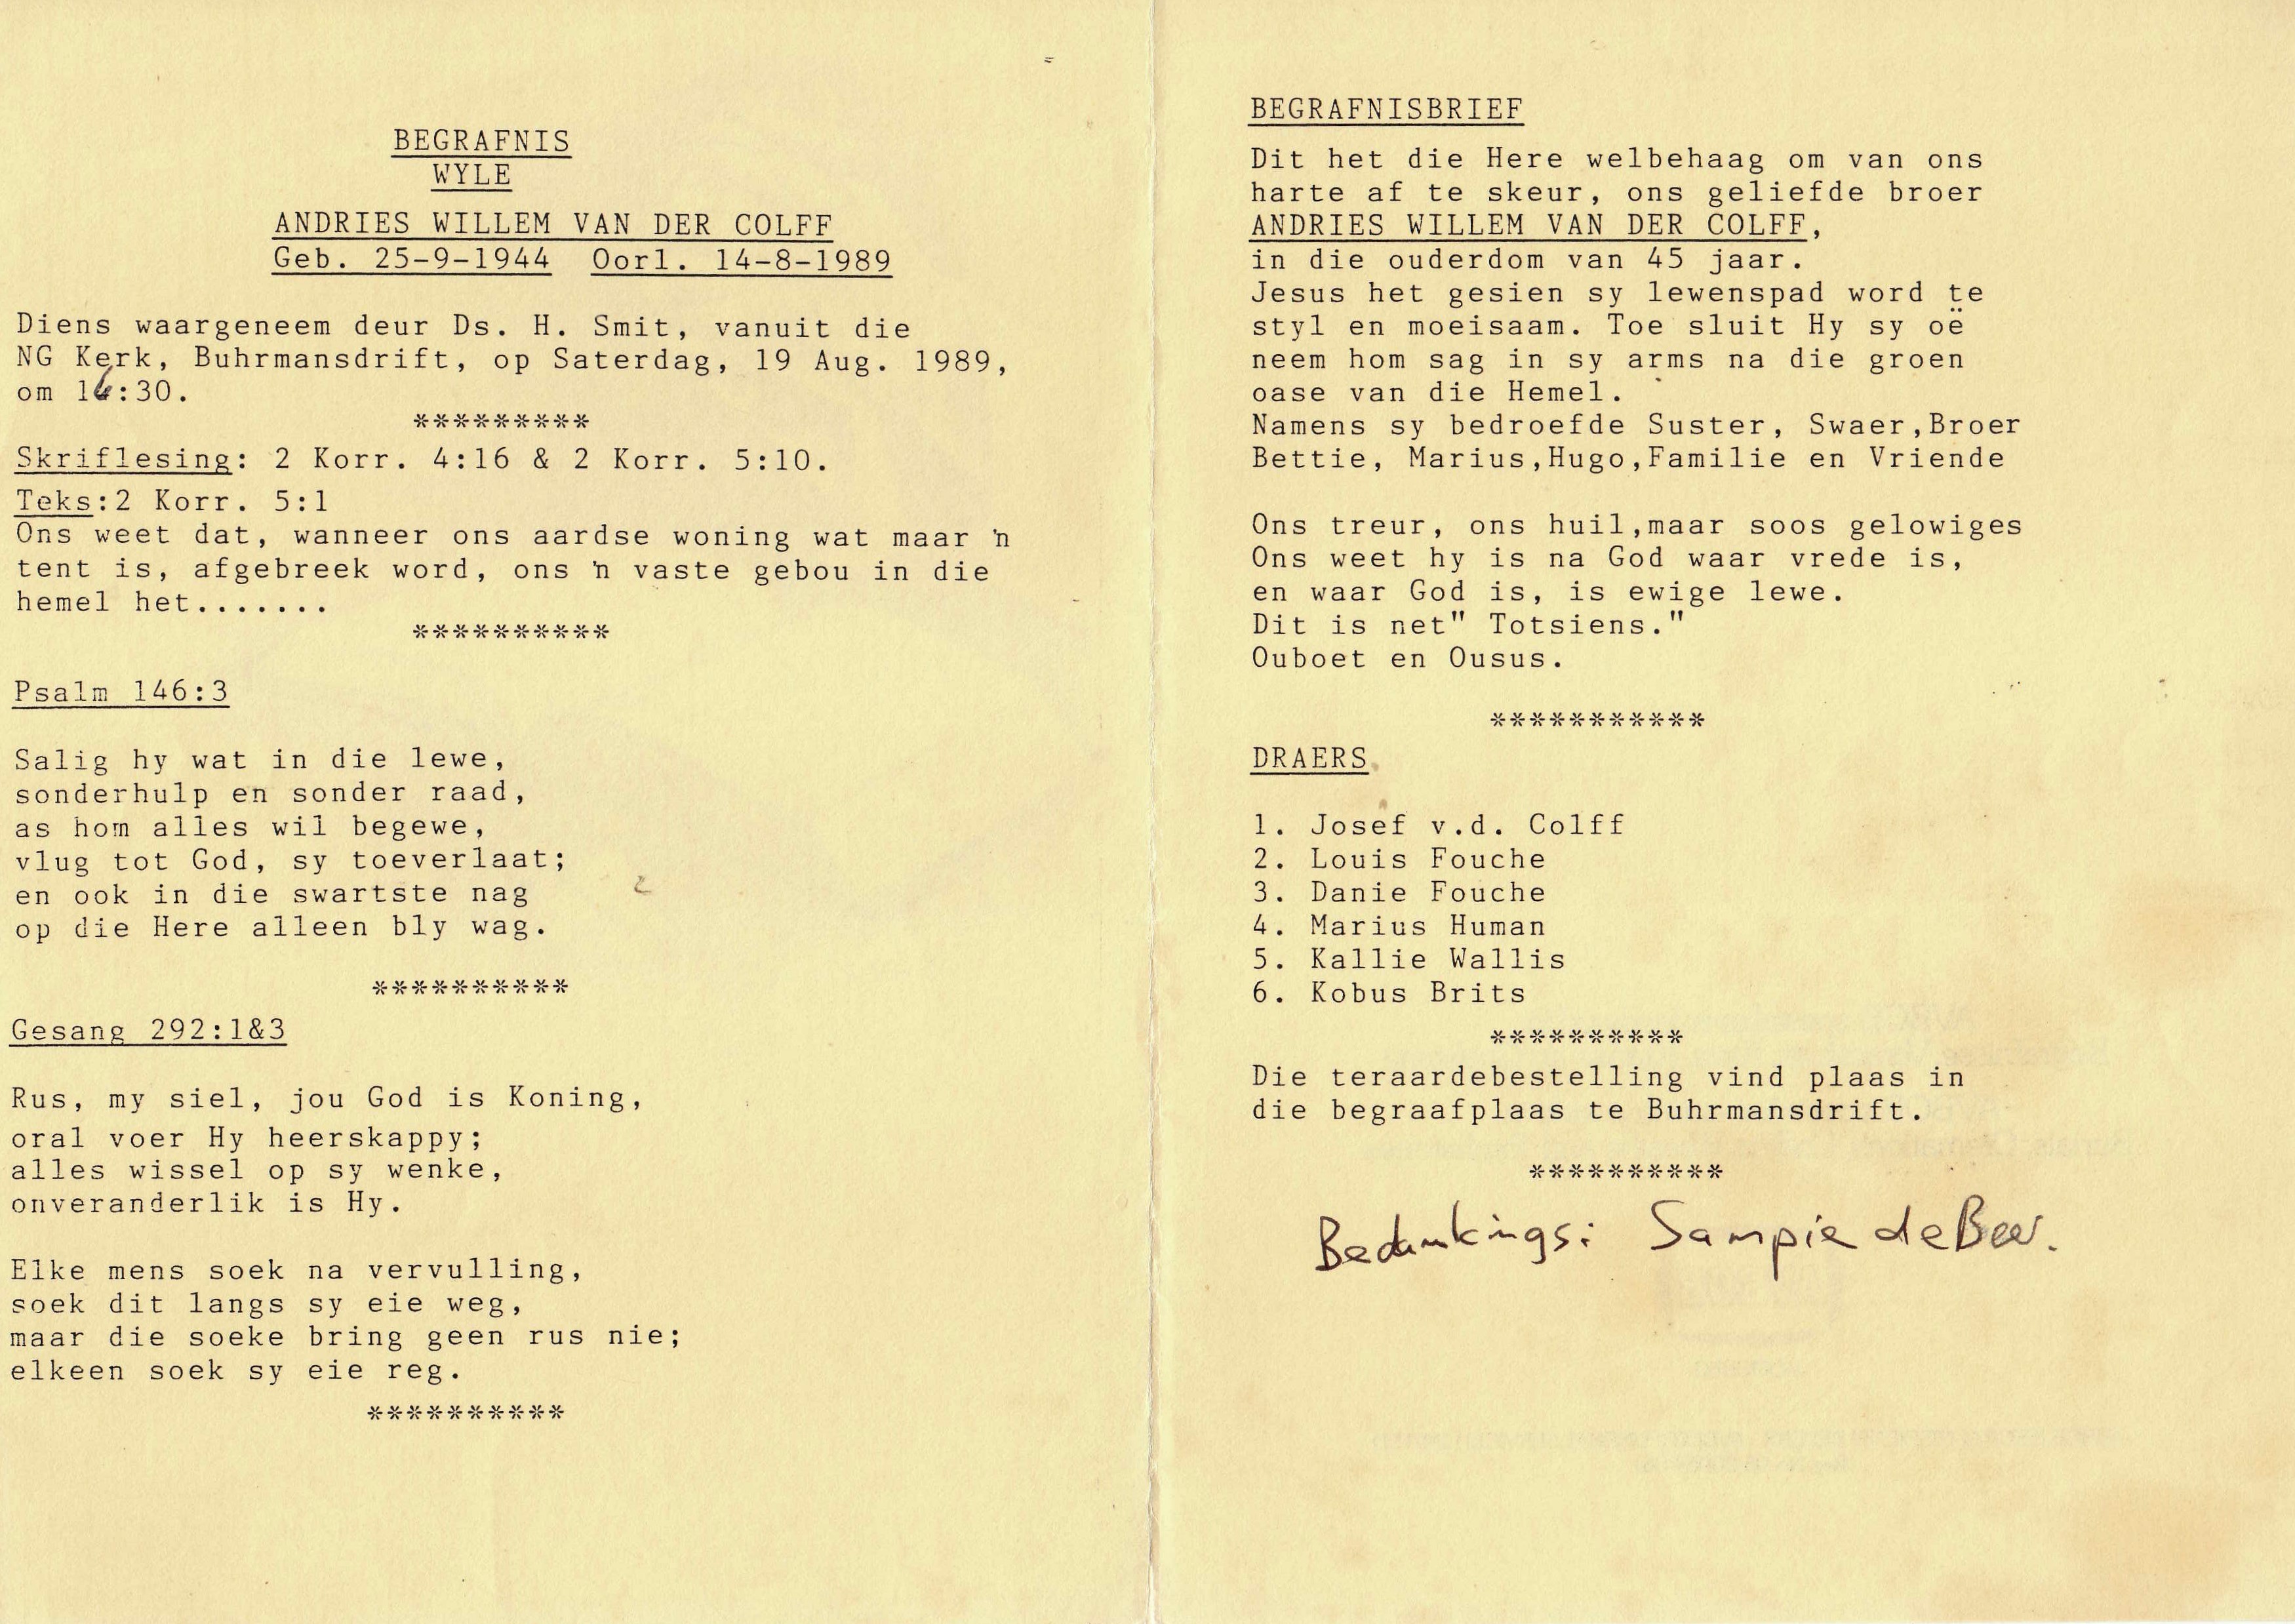 BEGRAFNIS
WYLE
ANDRIES WILLEM VAN DER COLFF
Geb. 25-9-1944 Oorl. 14-8-1989
Diens waargeneem deur Ds. H. Smit, vanuit die
NG Kerk, Buhrmansdrift, op Saterdag, 19 Aug. 1989,
om 16:30.
*********
Skriflesing: 2 Korr. 4:16 & 2 Korr. 5:10.
Teks:2 Korr. 5:1
Ons weet dat, wanneer ons aardse woning wat maar 'n
tent is, afgebreek word, ons 'n vaste gebou in die
hemel het.......
**********
Psalm 146:3
Salig hy wat in die lewe,
sonderhulp en sonder raad,
as hom alles wil begewe,
vlug tot God, sy toeverlaat;
en ook in die swartste nag
op die Here alleen bly wag.
**********
Gesang 292:1&3
Rus, my siel, jou God is Koning,
oral voer Hy heerskappy;
alles wissel op sy wenke,
onveranderlik is Hy.
Elke mens soek na vervulling,
soek dit langs sy eie weg,
maar die soeke bring geen rus nie;
elkeen soek sy eie reg.
**********
BEGRAFNISBRIEF
Dit het die Here welbehaag om van ons
harte af te skeur, ons geliefde broer
ANDRIES WILLEM VAN DER COLFF,
in die ouderdom van 45 jaar.
Jesus het gesien sy lewenspad word te
styl en moeisaam. Toe sluit Hy sy oë
neem hom sag in sy arms na die groen
oase van die Hemel.
Namens sy bedroefde Suster, Swaer,Broer
Bettie, Marius,Hugo,Familie en Vriende
Ons treur, ons huil,maar soos gelowiges
Ons weet hy is na God waar vrede is,
en waar God is, is ewige lewe.
Dit is net" Totsiens."
Ouboet en Ousus.
***********
DRAERS
1. Josef v.d. Colff
2. Louis Fouche
3. Danie Fouche
4. Marius Human
5. Kallie Wallis
6. Kobus Brits
**********
Die teraardebestelling vind plaas in
die begraafplaas te Buhrmansdrift.
**********
Bedankings: Sampie de Beer.